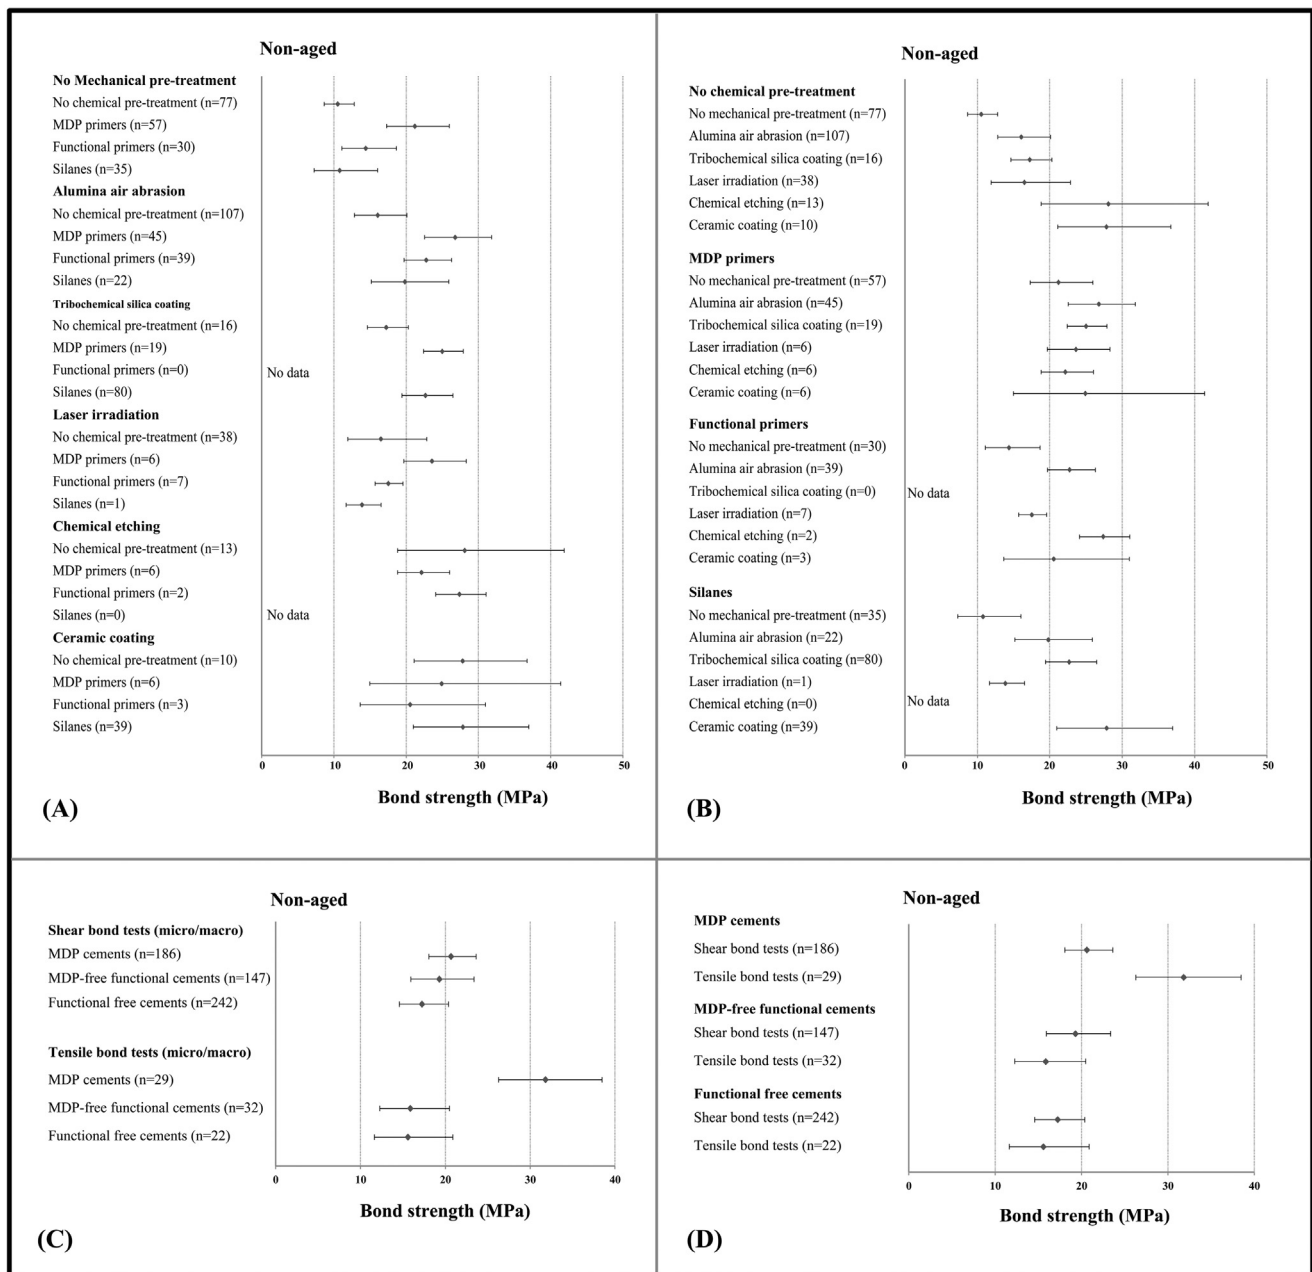 Non-aged
No Mechanical pre-treatment
No chemical pre-treatment (n=77)
MDP primers (n=57)
Functional primers (n=30)
Silanes (n=35)
Alumina air abrasion
No chemical pre-treatment (n=107)
MDP primers (n=45)
Functional primers (n=39)
Silanes (n=22)
Tribochemical silica coating
No chemical pre-treatment (n=16)
MDP primers (n=19)
Functional primers (n=0)
No data
Silanes (n=80)
Laser irradiation
No chemical pre-treatment (n=38)
MDP primers (n=6)
Functional primers (n=7)
Silanes (n=1)
Chemical etching
No chemical pre-treatment (n=13)
MDP primers (n=6)
Functional primers (n=2)
Silanes (n=0)
No data
Ceramic coating
No chemical pre-treatment (n=10)
MDP primers (n=6)
Functional primers (n=3)
Silanes (n=39)
0 10 20 30 40 50
Bond strength (MPa)
(A)
Non-aged
No chemical pre-treatment
No mechanical pre-treatment (n=77)
Alumina air abrasion (n=107)
Tribochemical silica coating (n=16)
Laser irradiation (n=38)
Chemical etching (n=13)
Ceramic coating (n=10)
MDP primers
No mechanical pre-treatment (n=57)
Alumina air abrasion (n=45)
Tribochemical silica coating (n=19)
Laser irradiation (n=6)
Chemical etching (n=6)
Ceramic coating (n=6)
Functional primers
No mechanical pre-treatment (n=30)
Alumina air abrasion (n=39)
Tribochemical silica coating (n=0)
No data
Laser irradiation (n=7)
Chemical etching (n=2)
Ceramic coating (n=3)
Silanes
No mechanical pre-treatment (n=35)
Alumina air abrasion (n=22)
Tribochemical silica coating (n=80)
Laser irradiation (n=1)
Chemical etching (n=0)
No data
Ceramic coating (n=39)
0 10 20 30 40 50
Bond strength (MPa)
(B)
Non-aged
Shear bond tests (micro/macro)
MDP cements (n=186)
MDP-free functional cements (n=147)
Functional free cements (n=242)
Tensile bond tests (micro/macro)
MDP cements (n=29)
MDP-free functional cements (n=32)
Functional free cements (n=22)
0 10 20 30 40
Bond strength (MPa)
(C)
Non-aged
MDP cements
Shear bond tests (n=186)
Tensile bond tests (n=29)
MDP-free functional cements
Shear bond tests (n=147)
Tensile bond tests (n=32)
Functional free cements
Shear bond tests (n=242)
Tensile bond tests (n=22)
0 10 20 30 40
Bond strength (MPa)
(D)